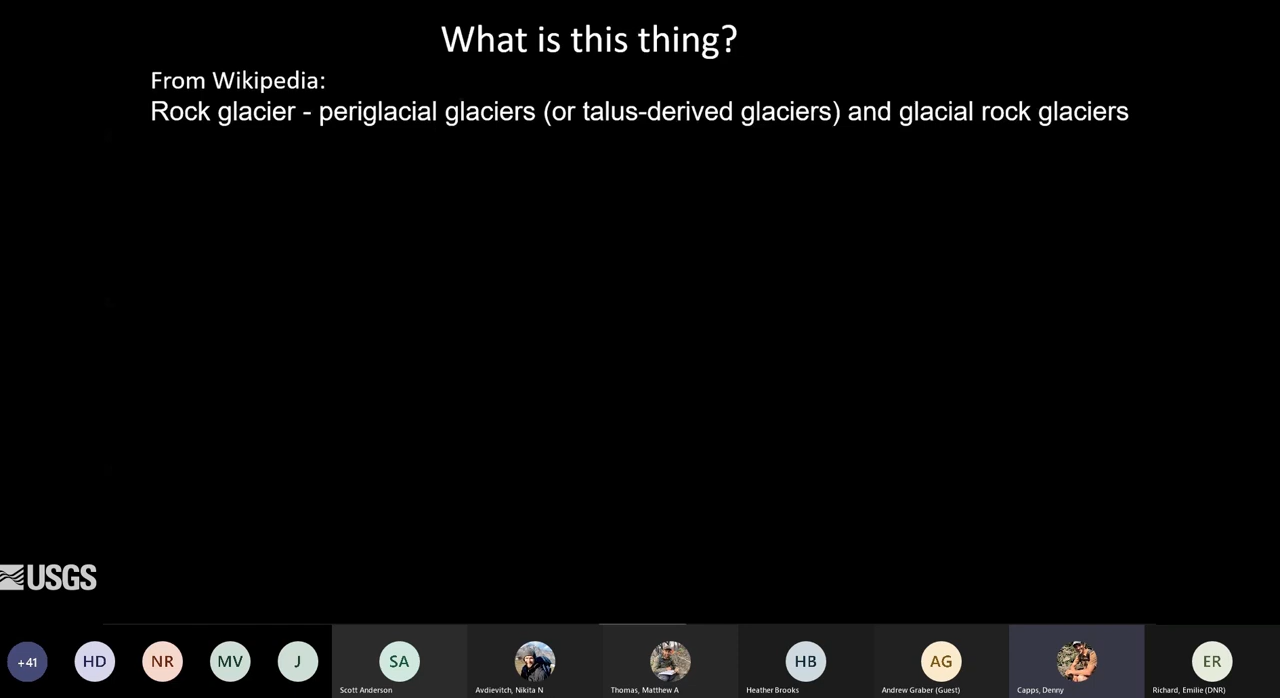 What is this thing?
From Wikipedia:
Rock glacier - periglacial glaciers (or talus-derived glaciers) and glacial rock glaciers
USGS
+41
HD
NR
MV
J
SA
HB
AG
ER
Scott Anderson
Avdievitch, Nikita N
Thomas, Matthew A
Heather Brooks
Andrew Graber (Guest)
Capps, Denny
Richard, Emilie (DNR)